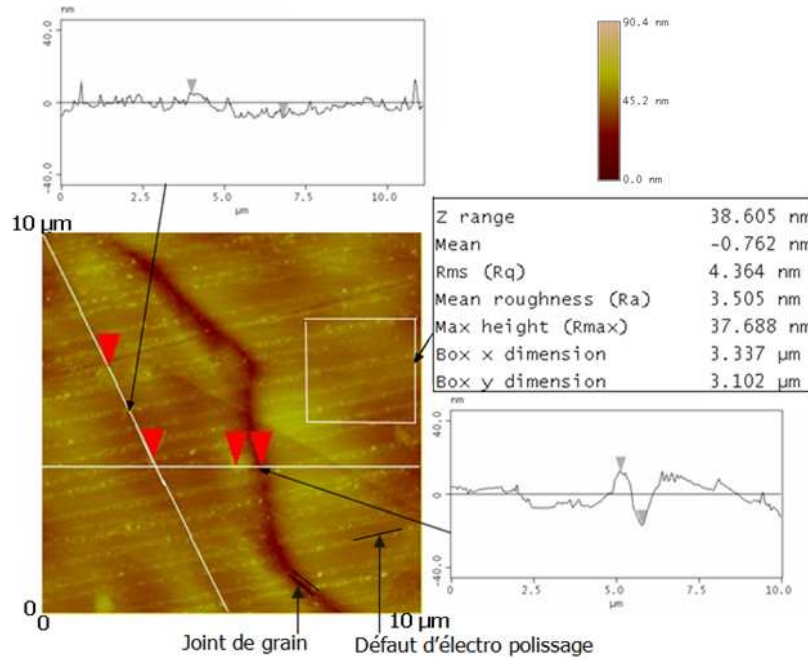 nm
40.0
0
-40.0
0
2.5
5.0
7.5
10.0
µm
90.4 nm
45.2 nm
0.0 nm
10 µm
Z range 38.605 nm
Mean -0.762 nm
Rms (Rq) 4.364 nm
Mean roughness (Ra) 3.505 nm
Max height (Rmax) 37.688 nm
Box x dimension 3.337 µm
Box y dimension 3.102 µm
nm
40.0
0
-40.0
0
2.5
5.0
7.5
10.0
µm
0
0
10 µm
Joint de grain
Défaut d'électro polissage